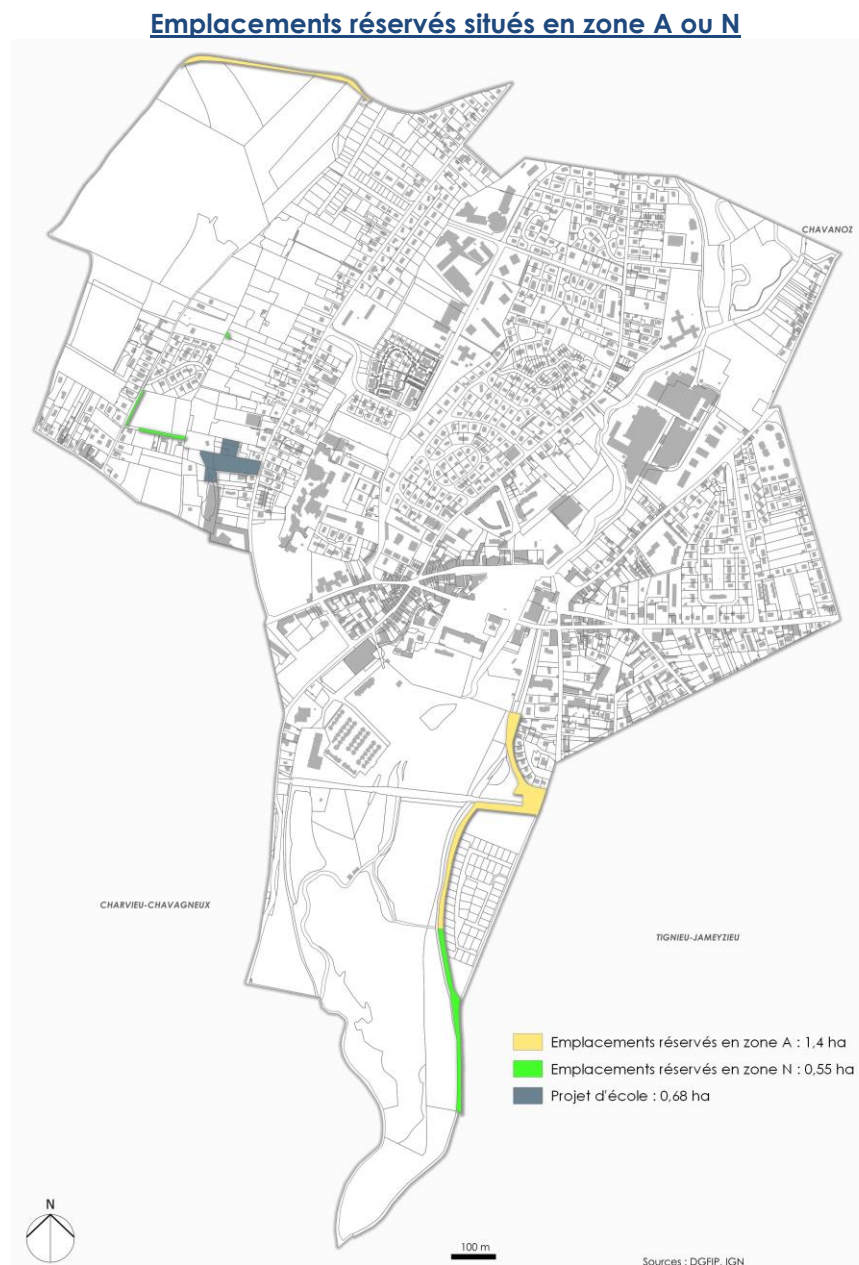 Emplacements réservés situés en zone A ou N
CHAVANOZ
CHARVIEU-CHAVAGNEUX
TIGNIEU-JAMEYZIEU
Emplacements réservés en zone A : 1,4 ha
Emplacements réservés en zone N : 0,55 ha
Projet d'école : 0,68 ha
N
100 m
Sources : DGFIP, IGN